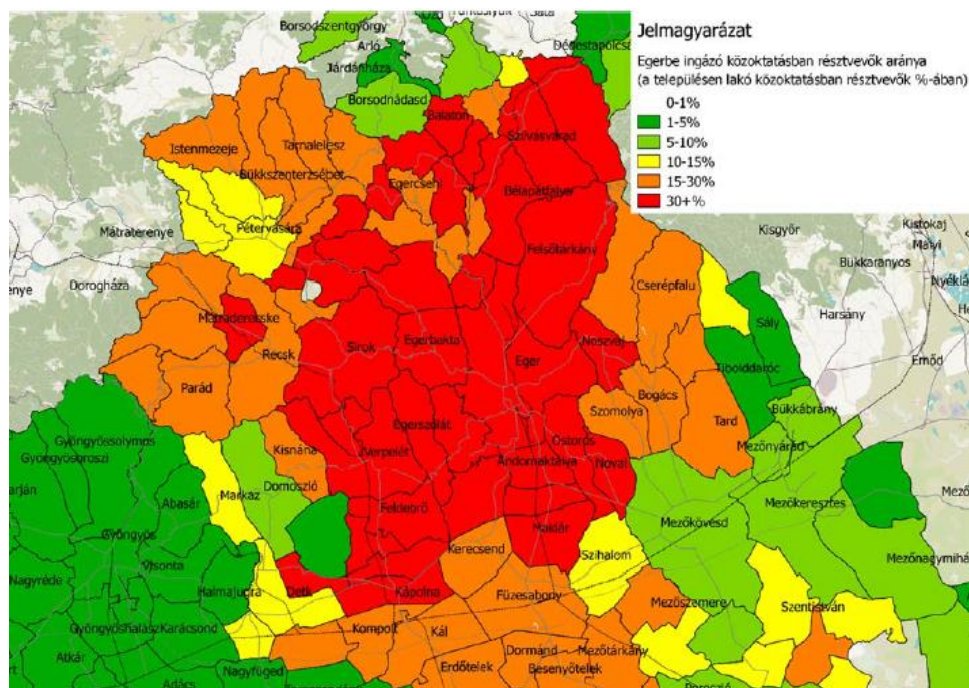 Jelmagyarázat
Egerbe ingázó közoktatásban résztvevők aránya
(a településen lakó közoktatásban résztvevők %-ában)
0-1%
1-5%
5-10%
10-15%
15-30%
30+%
Borsodszentgyörgy
Arló
Járdánháza
Borsodnádasd
Balaton
Szilvásvárad
Istenmezeje
Tarnalelesz
Bükkszenterzsébet
Egercsehi
Bélapátfalva
Pétervására
Mátraterenye
Felsőtárkány
Kisgyőr
Kistokaj
Mályi
Bükkaranyos
Dorogháza
Cserépfalu
Sály
Harsány
Mátraderecske
Recsk
Sirok
Egerbakta
Eger
Noszvaj
Tibolddaróc
Emőd
Parád
Bogács
Szomolya
Tard
Bükkábrány
Gyöngyössolymos
Gyöngyösoroszi
Kisnána
Egerszólát
Verpelét
Ostoros
Andornaktálya
Novaj
Mezőnyárád
Domoszló
Markaz
Abasár
Feldebrő
Maklár
Mezőkövesd
Mezőkeresztes
Gyöngyös
Visonta
Kerecsend
Szihalom
Nagyréde
Halmajugra
Detk
Kápolna
Füzesabony
Mezőszemere
Szentistván
Gyöngyöshalász
Karácsond
Kompolt
Kál
Atkár
Nagyfüged
Erdőtelek
Dormánd
Besenyőtelek
Mezőtárkány
Adács